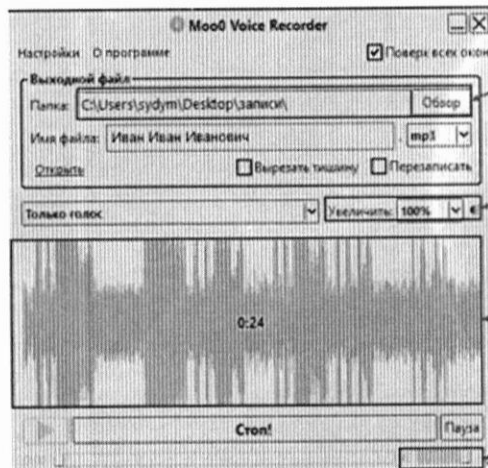 Moo0 Voice Recorder
Настройки О программе Поверх всех окон
Выходной файл
Папка: C:\Users\sydym\Desktop\записи\ Обзор
Имя файла: Иван Иван Иванович . mp3
Открыть Вырезать тишину Перезаписать
Только голос Увеличить: 100%
0:24
Стоп! Пауза